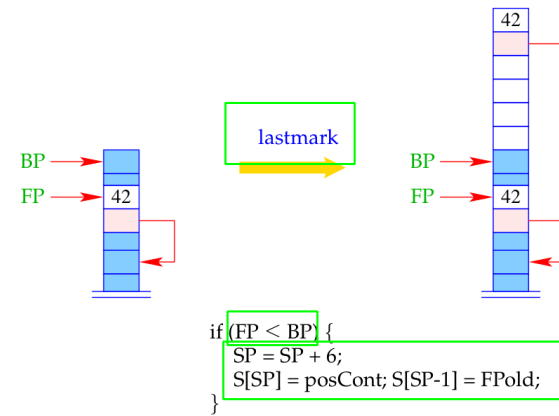 42
lastmark
BP
FP
42
BP
FP
42
if (FP < BP) {
SP = SP + 6;
S[SP] = posCont; S[SP-1] = FPold;
}